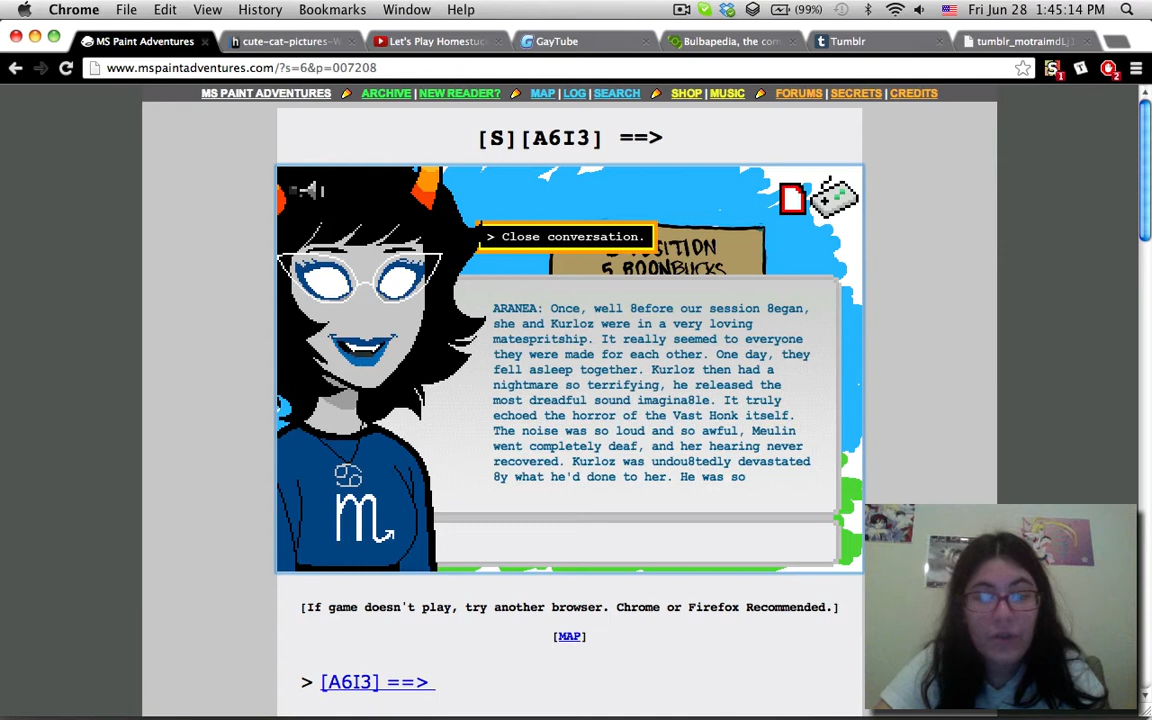 Chrome File Edit View History Bookmarks Window Help (99%) Fri Jun 28 1:45:14 PM
MS Paint Adventures cute-cat-pictures- Let's Play Homestuc GayTube Bulbapedia, the com Tumblr
www.mspaintadventures.com/?s=6&p=007208
MS PAINT ADVENTURES ARCHIVE | NEW READER? MAP | LOG | SEARCH SHOP | MUSIC FORUMS | SECRETS | CREDITS
[S][A6I3] ==>
> Close conversation.
5 BOONBUCKS
ARANEA: Once, well 8efore our session 8egan,
she and Kurloz were in a very loving
matespritship. It really seemed to everyone
they were made for each other. One day, they
fell asleep together. Kurloz then had a
nightmare so terrifying, he released the
most dreadful sound imagina8le. It truly
echoed the horror of the Vast Honk itself.
The noise was so loud and so awful, Meulin
went completely deaf, and her hearing never
recovered. Kurloz was undou8tedly devastated
8y what he'd done to her. He was so
[If game doesn't play, try another browser. Chrome or Firefox Recommended.]
[MAP]
> [A6I3] ==>